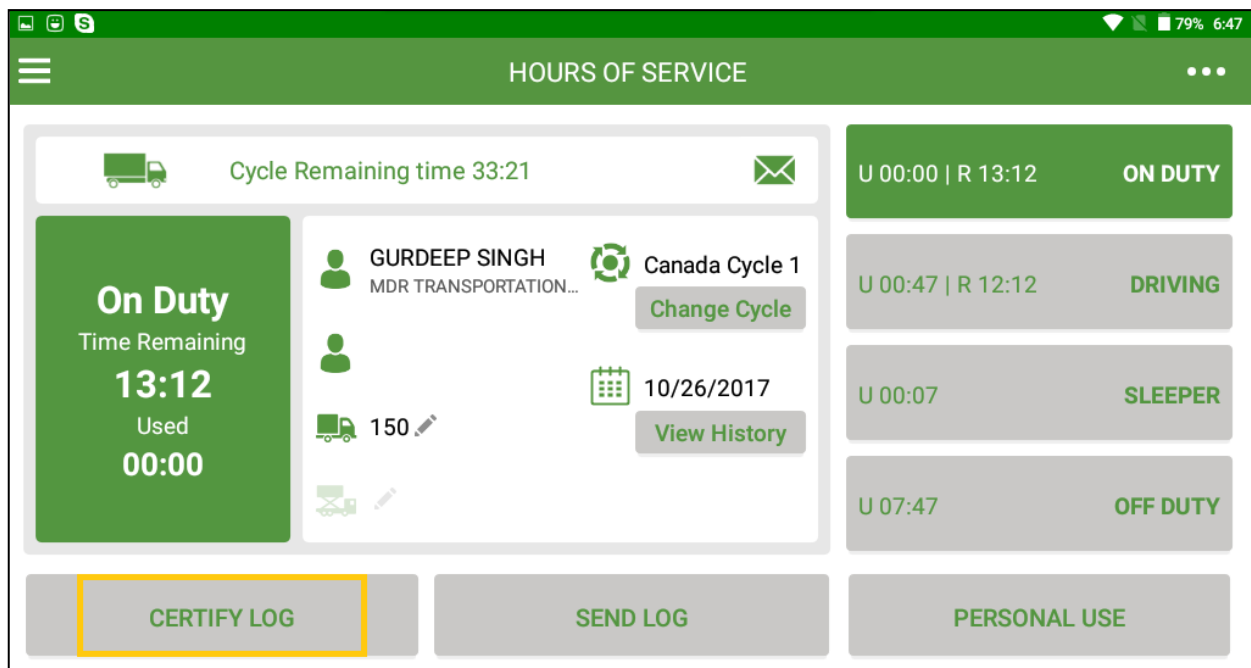 79% 6:47
HOURS OF SERVICE
Cycle Remaining time 33:21
On Duty
Time Remaining
13:12
Used
00:00
GURDEEP SINGH
MDR TRANSPORTATION...
150
Canada Cycle 1
Change Cycle
10/26/2017
View History
U 00:00 | R 13:12 ON DUTY
U 00:47 | R 12:12 DRIVING
U 00:07 SLEEPER
U 07:47 OFF DUTY
CERTIFY LOG
SEND LOG
PERSONAL USE